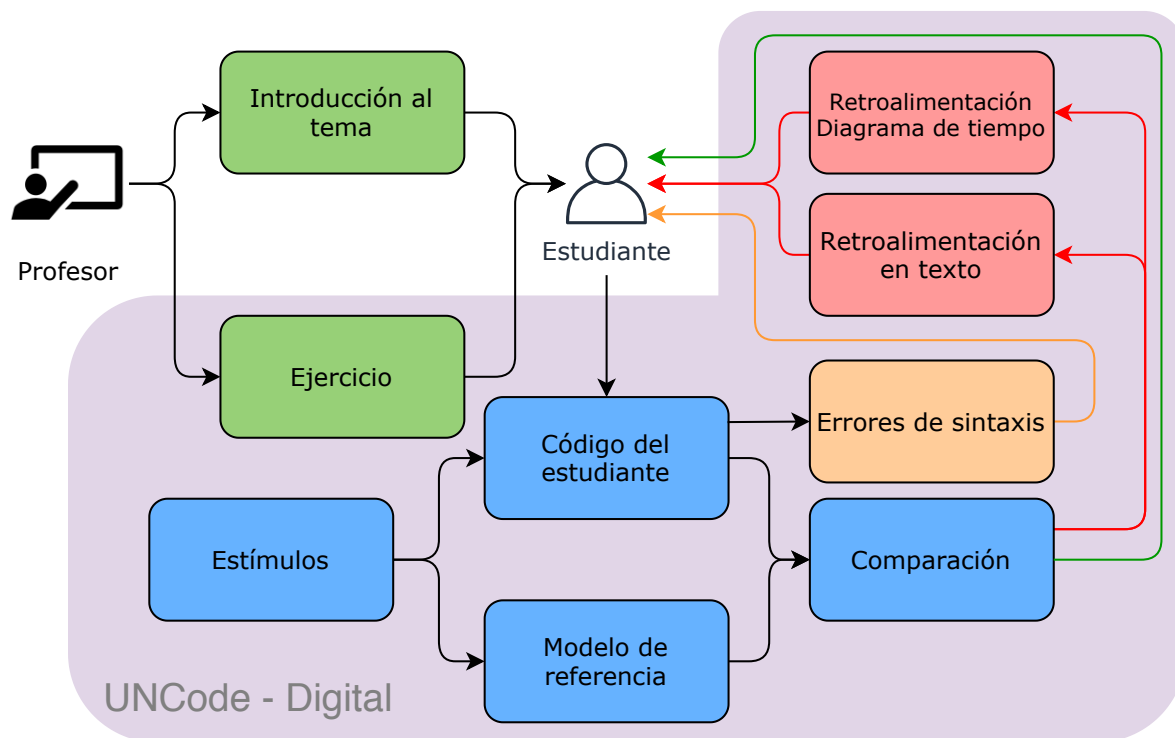 Introducción al
tema
Retroalimentación
Diagrama de tiempo
Profesor
Estudiante
Retroalimentación
en texto
Ejercicio
Errores de sintaxis
Código del
estudiante
Estímulos
Comparación
Modelo de
referencia
UNCode - Digital